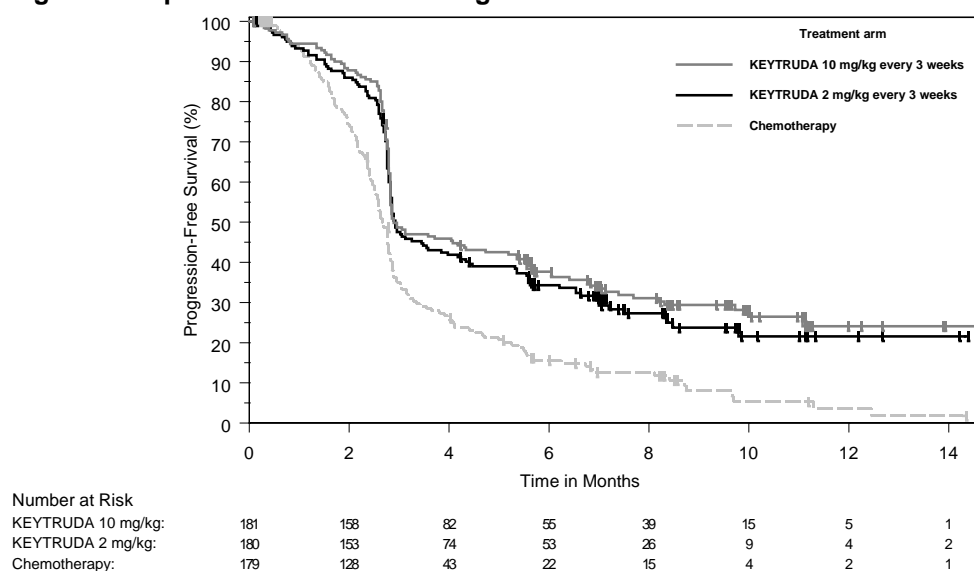 Treatment arm
KEYTRUDA 10 mg/kg every 3 weeks
KEYTRUDA 2 mg/kg every 3 weeks
Chemotherapy
Progression-Free Survival (%)
100
90
80
70
60
50
40
30
20
10
0
0 2 4 6 8 10 12 14
Time in Months
Number at Risk
KEYTRUDA 10 mg/kg: 181 158 82 55 39 15 5 1
KEYTRUDA 2 mg/kg: 180 153 74 53 26 9 4 2
Chemotherapy: 179 128 43 22 15 4 2 1